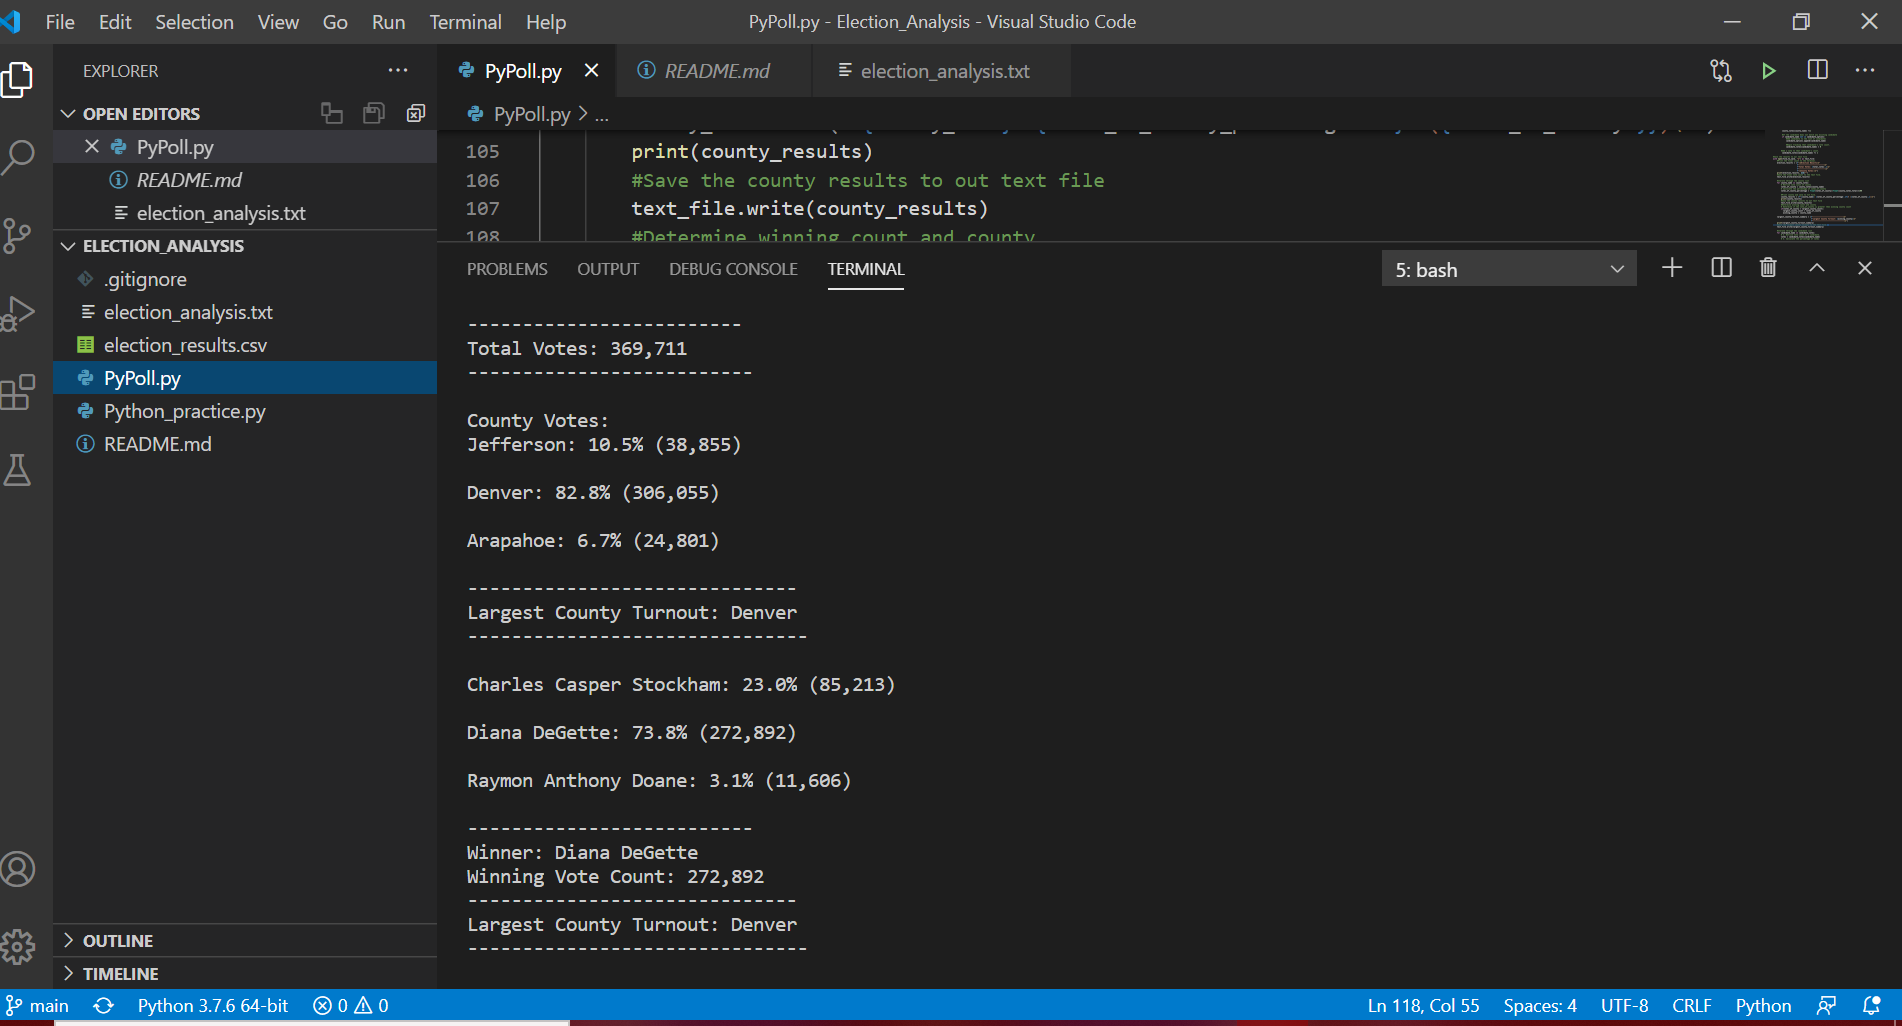 File Edit Selection View Go Run Terminal Help
PyPoll.py - Election_Analysis - Visual Studio Code
EXPLORER
OPEN EDITORS
PyPoll.py
README.md
election_analysis.txt
ELECTION_ANALYSIS
.gitignore
election_analysis.txt
election_results.csv
PyPoll.py
Python_practice.py
README.md
OUTLINE
TIMELINE
PyPoll.py README.md election_analysis.txt
PyPoll.py > ...
105 print(county_results)
106 #Save the county results to out text file
107 text_file.write(county_results)
108 #Determine winning count and county
PROBLEMS OUTPUT DEBUG CONSOLE TERMINAL 5: bash
-------------------------
Total Votes: 369,711
--------------------------
County Votes:
Jefferson: 10.5% (38,855)
Denver: 82.8% (306,055)
Arapahoe: 6.7% (24,801)
------------------------------
Largest County Turnout: Denver
-------------------------------
Charles Casper Stockham: 23.0% (85,213)
Diana DeGette: 73.8% (272,892)
Raymon Anthony Doane: 3.1% (11,606)
--------------------------
Winner: Diana DeGette
Winning Vote Count: 272,892
------------------------------
Largest County Turnout: Denver
-------------------------------
main Python 3.7.6 64-bit 0 0 Ln 118, Col 55 Spaces: 4 UTF-8 CRLF Python